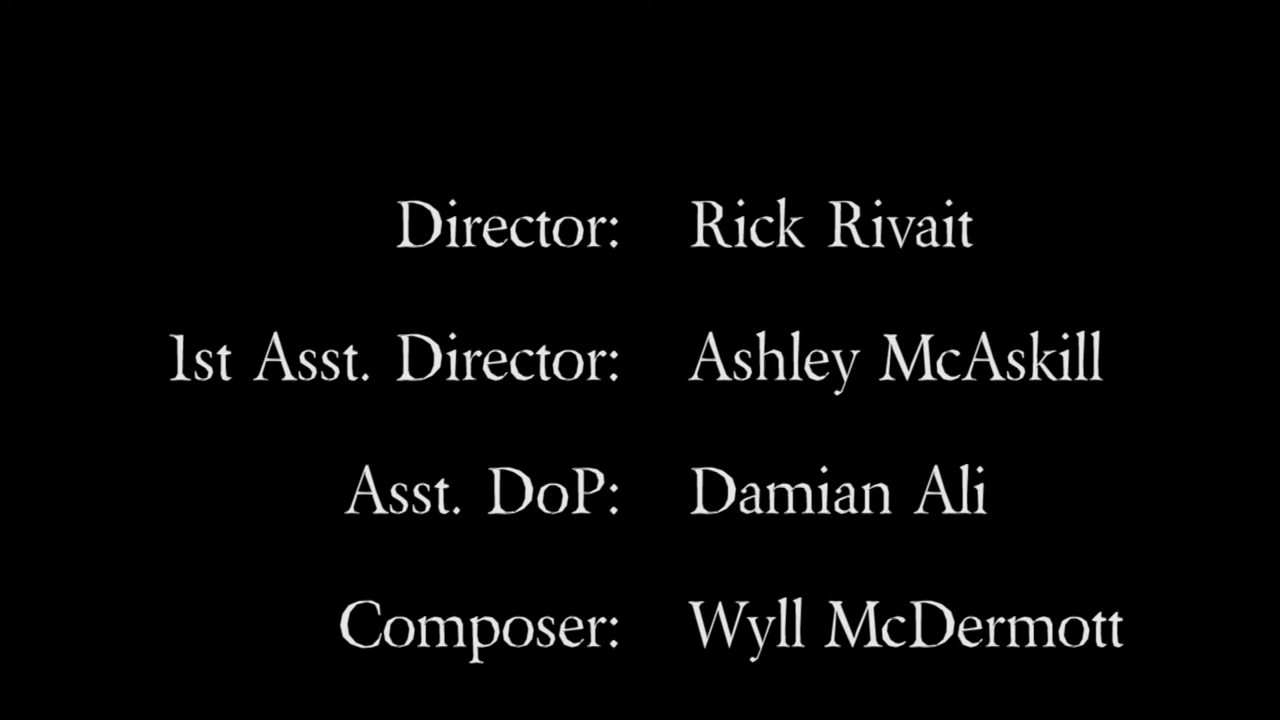 Director: Rick Rivait
1st Asst. Director: Ashley McAskill
Asst. DoP: Damian Ali
Composer: Wyll McDermott